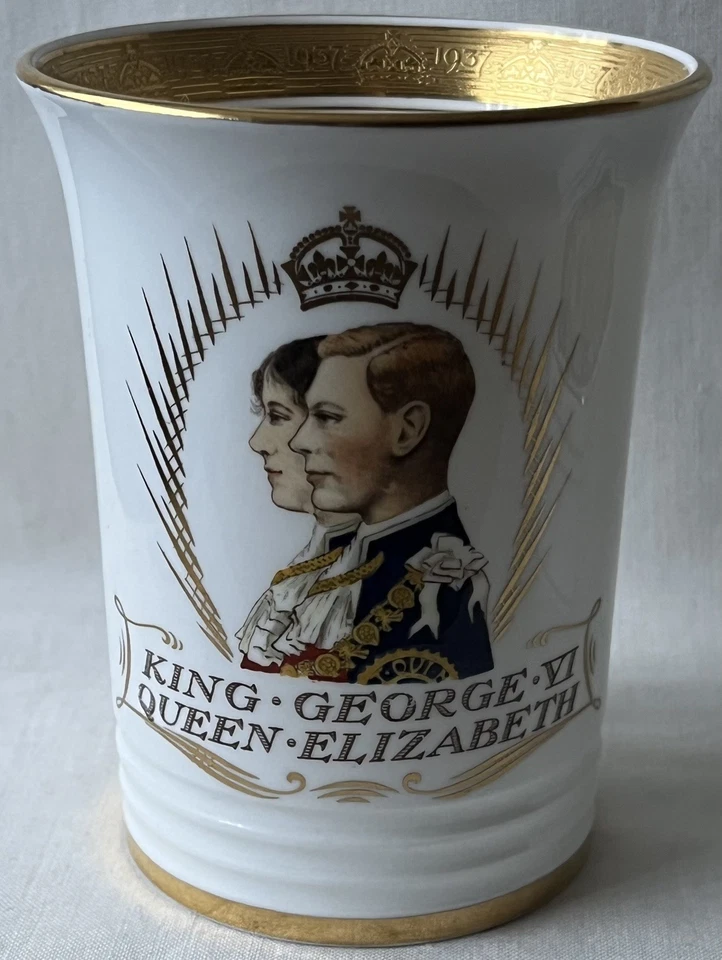 1937 1937
KING · GEORGE · VI
QUEEN · ELIZABETH